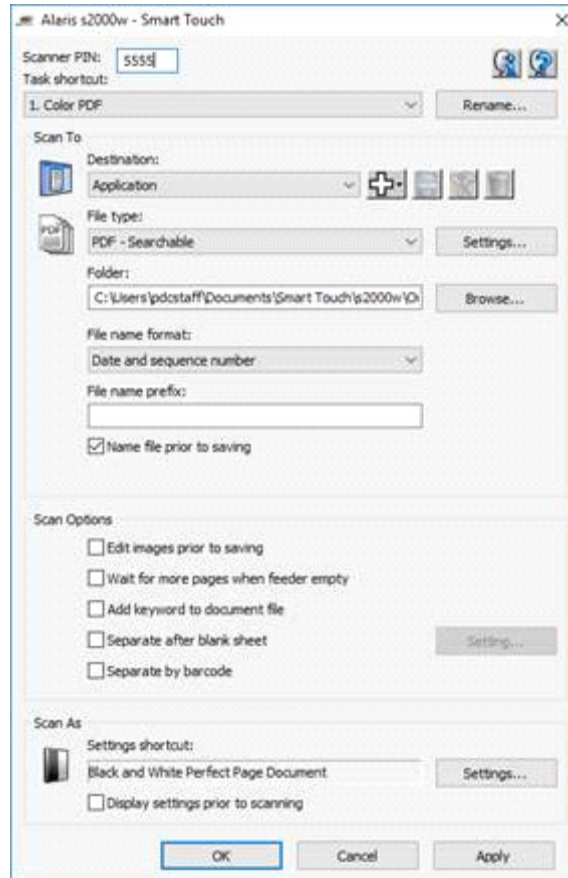 Alaris s2000w - Smart Touch
Scanner PIN: 5555
Task shortcut:
1. Color PDF
Rename...
Scan To
Destination:
Application
PDF
File type:
PDF - Searchable
Settings...
Folder:
C:\Users\pdcstaff\Documents\Smart Touch\s2000w\
Browse...
File name format:
Date and sequence number
File name prefix:
Name file prior to saving
Scan Options
Edit images prior to saving
Wait for more pages when feeder empty
Add keyword to document file
Separate after blank sheet
Setting...
Separate by barcode
Scan As
Settings shortcut:
Black and White Perfect Page Document
Settings...
Display settings prior to scanning
OK Cancel Apply